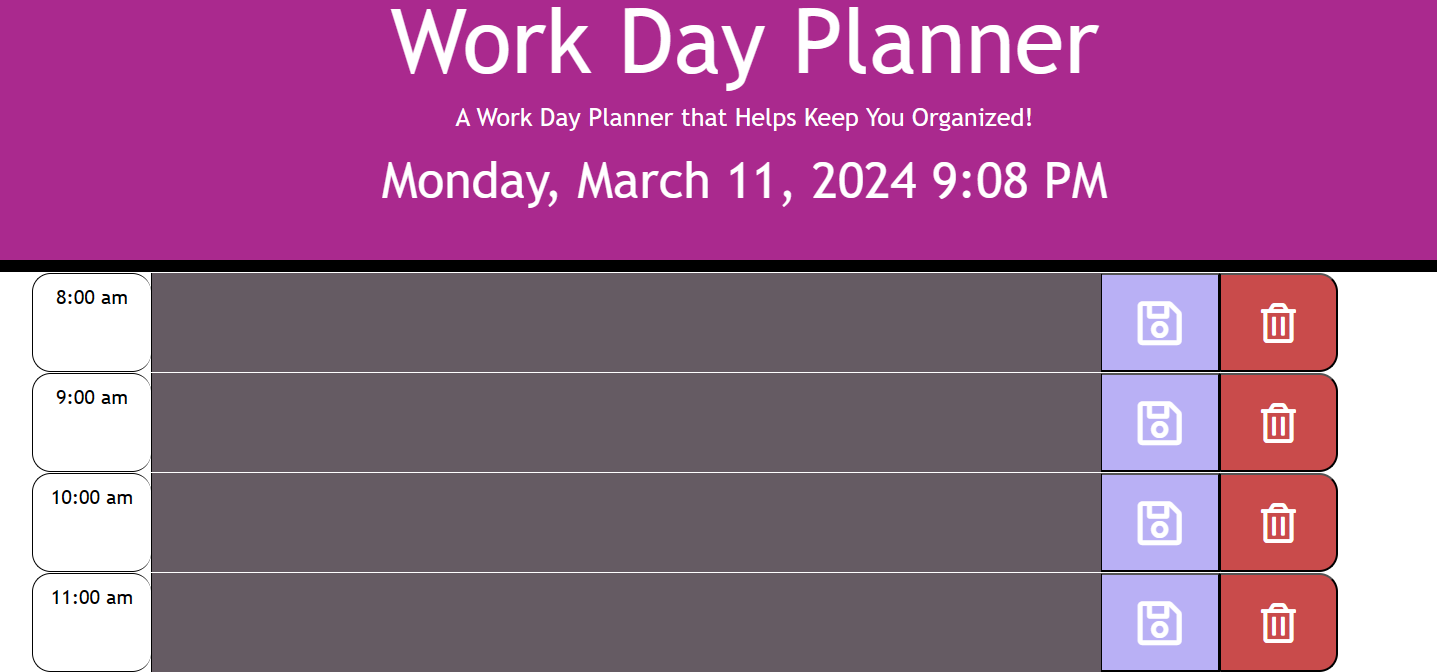 Work Day Planner
A Work Day Planner that Helps Keep You Organized!
Monday, March 11, 2024 9:08 PM
8:00 am
9:00 am
10:00 am
11:00 am